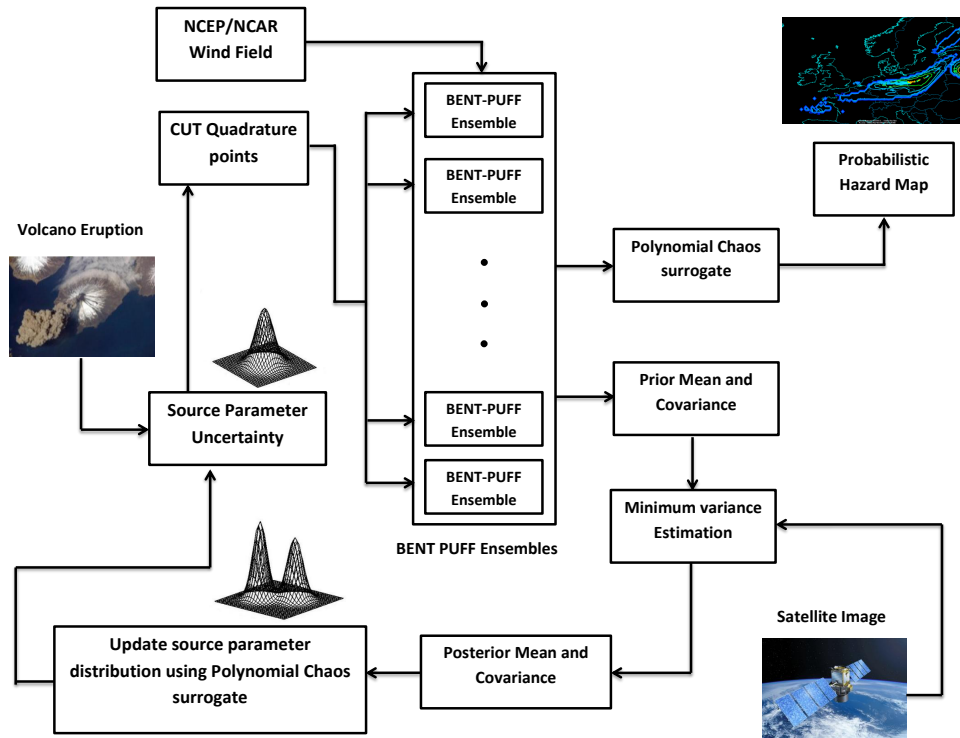 NCEP/NCAR
Wind Field
CUT Quadrature
points
BENT-PUFF
Ensemble
BENT-PUFF
Ensemble
BENT-PUFF
Ensemble
BENT-PUFF
Ensemble
BENT PUFF Ensembles
Probabilistic
Hazard Map
Polynomial Chaos
surrogate
Volcano Eruption
Source Parameter
Uncertainty
Prior Mean and
Covariance
Minimum variance
Estimation
Satellite Image
Posterior Mean and
Covariance
Update source parameter
distribution using Polynomial Chaos
surrogate